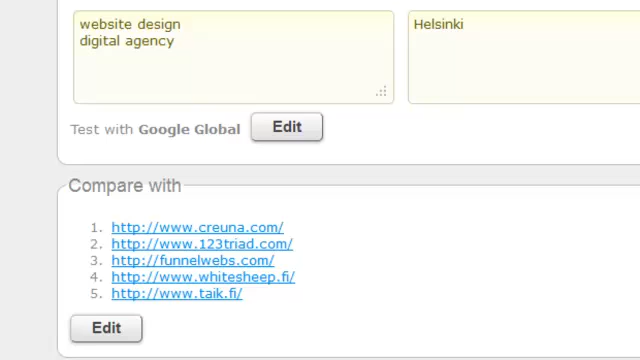 website design
digital agency
Helsinki
Test with Google Global Edit
Compare with
1. http://www.creuna.com/
2. http://www.123triad.com/
3. http://funnelwebs.com/
4. http://www.whitesheep.fi/
5. http://www.taik.fi/
Edit